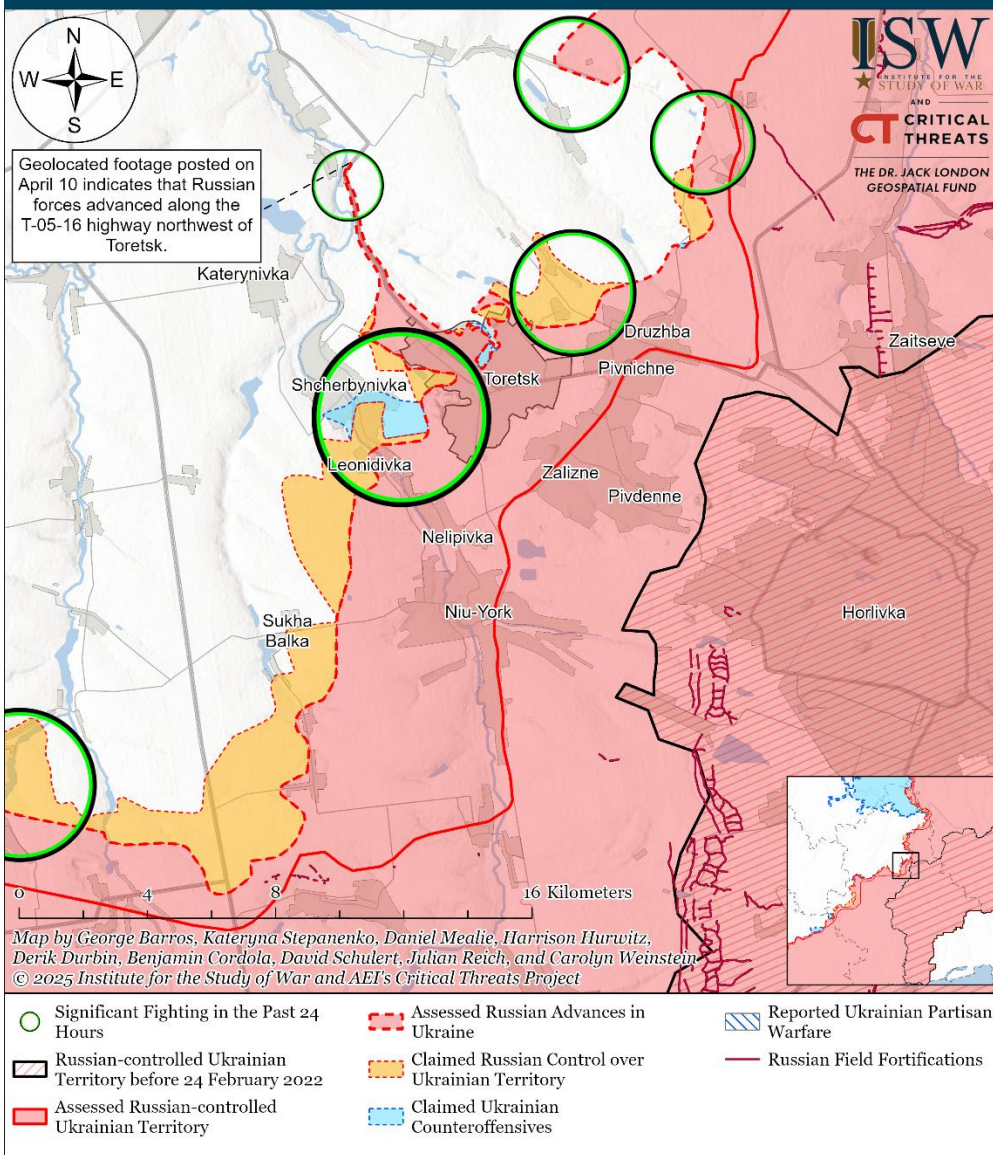 N
W E
S
ISW
INSTITUTE FOR THE
STUDY OF WAR
AND
CT CRITICAL
THREATS
THE DR. JACK LONDON
GEOSPATIAL FUND
Geolocated footage posted on
April 10 indicates that Russian
forces advanced along the
T-05-16 highway northwest of
Toretsk.
Katerynivka
Druzhba
Zaitseve
Pivnichne
Toretsk
Shcherbynivka
Leonidivka
Zalizne
Pivdenne
Nelipivka
Niu-York
Horlivka
Sukha
Balka
0 4 8 16 Kilometers
Map by George Barros, Kateryna Stepanenko, Daniel Mealie, Harrison Hurwitz,
Derik Durbin, Benjamin Cordola, David Schulert, Julian Reich, and Carolyn Weinstein
© 2025 Institute for the Study of War and AEI's Critical Threats Project
Significant Fighting in the Past 24
Hours
Russian-controlled Ukrainian
Territory before 24 February 2022
Assessed Russian-controlled
Ukrainian Territory
Assessed Russian Advances in
Ukraine
Claimed Russian Control over
Ukrainian Territory
Claimed Ukrainian
Counteroffensives
Reported Ukrainian Partisan
Warfare
Russian Field Fortifications